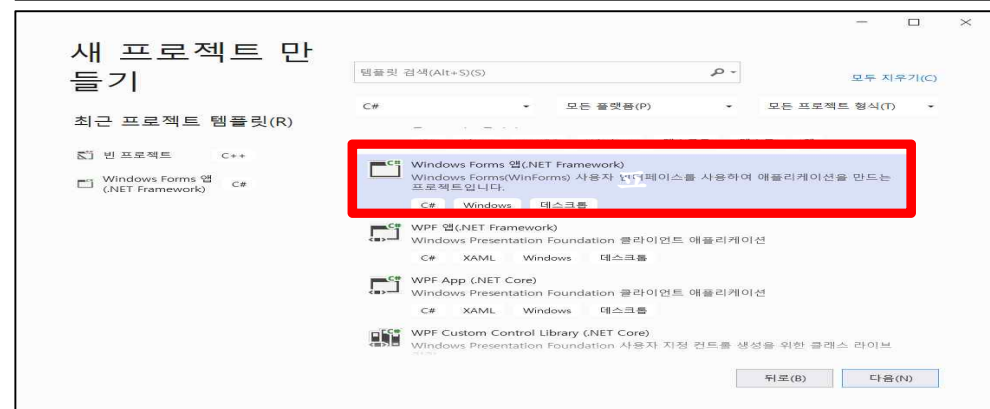 새 프로젝트 만
들기
템플릿 검색(Alt+S)(S)
모두 지우기(C)
C# 모든 플랫폼(P) 모든 프로젝트 형식(T)
최근 프로젝트 템플릿(R)
빈 프로젝트 C++
Windows Forms 앱
(.NET Framework) C#
Windows Forms 앱(.NET Framework)
Windows Forms(WinForms) 사용자 인터페이스를 사용하여 애플리케이션을 만드는
프로젝트입니다.
C# Windows 데스크톱
WPF 앱(.NET Framework)
Windows Presentation Foundation 클라이언트 애플리케이션
C# XAML Windows 데스크톱
WPF App (.NET Core)
Windows Presentation Foundation 클라이언트 애플리케이션
C# XAML Windows 데스크톱
WPF Custom Control Library (.NET Core)
Windows Presentation Foundation 사용자 지정 컨트롤 생성을 위한 클래스 라이브
뒤로(B) 다음(N)